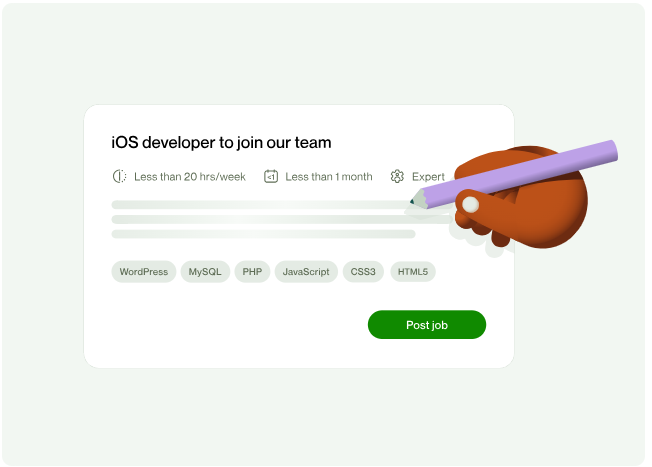 iOS developer to join our team
Less than 20 hrs/week <1 Less than 1 month Expert
WordPress MySQL PHP JavaScript CSS3 HTML5
Post job